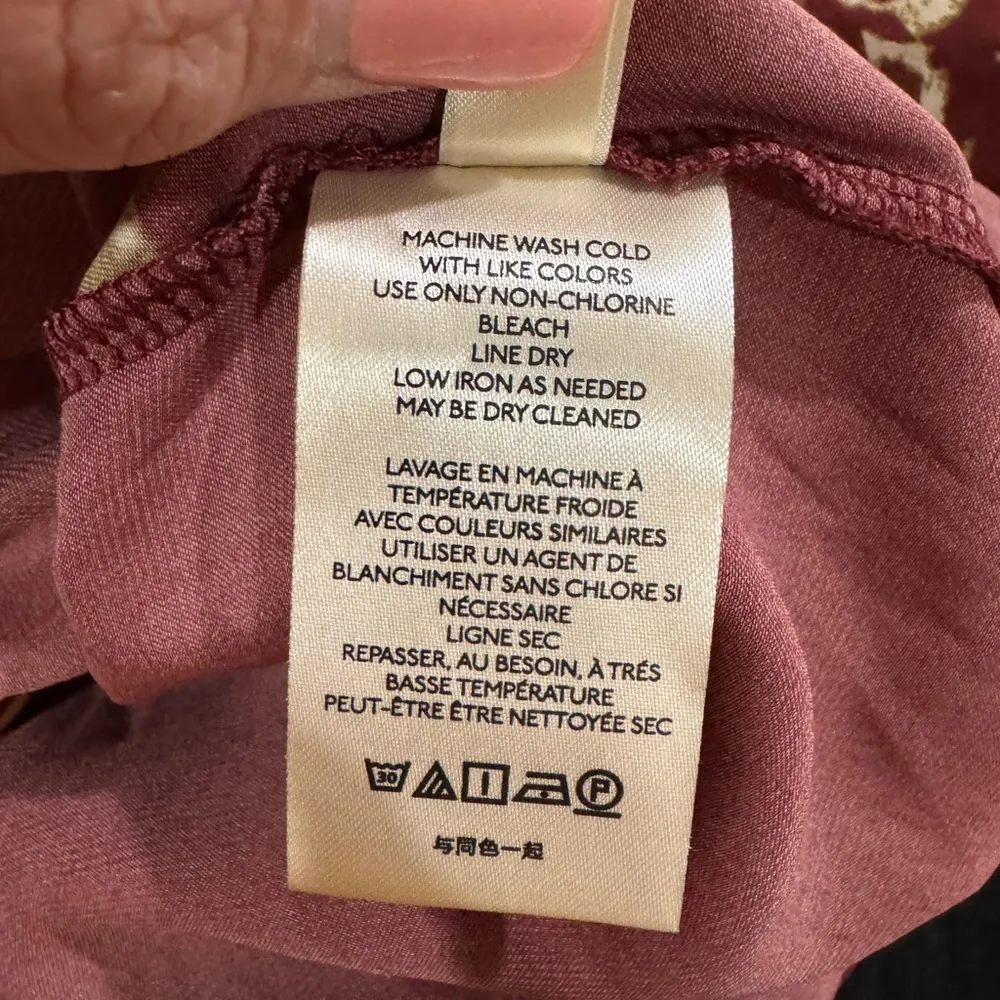 MACHINE WASH COLD
WITH LIKE COLORS
USE ONLY NON-CHLORINE
BLEACH
LINE DRY
LOW IRON AS NEEDED
MAY BE DRY CLEANED
LAVAGE EN MACHINE À
TEMPÉRATURE FROIDE
AVEC COULEURS SIMILAIRES
UTILISER UN AGENT DE
BLANCHIMENT SANS CHLORE SI
NÉCESSAIRE
LIGNE SEC
REPASSER, AU BESOIN, À TRÉS
BASSE TEMPÉRATURE
PEUT-ÊTRE ÊTRE NETTOYÉE SEC
30 P
与同色一起